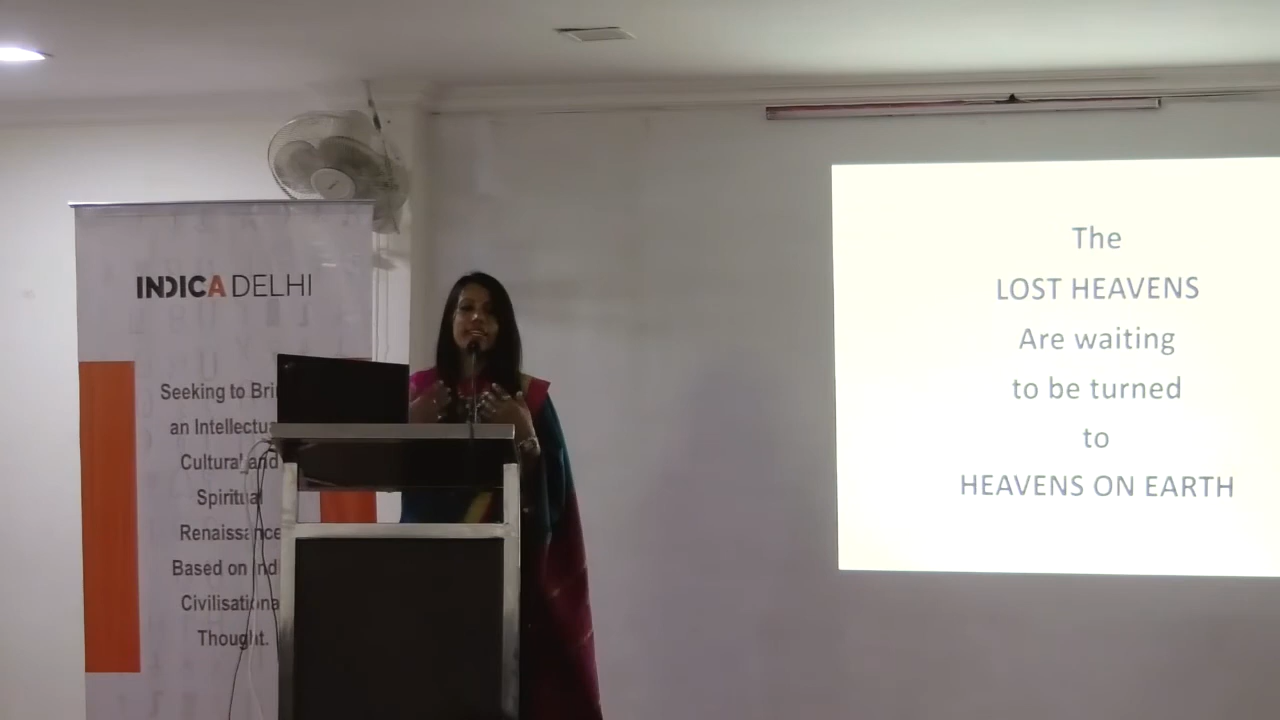 INDICA DELHI
Seeking to Bri
an Intellectua
Cultural and
Spiritual
Renaissance
Based on Ind
Civilisationa
Thought.
The
LOST HEAVENS
Are waiting
to be turned
to
HEAVENS ON EARTH